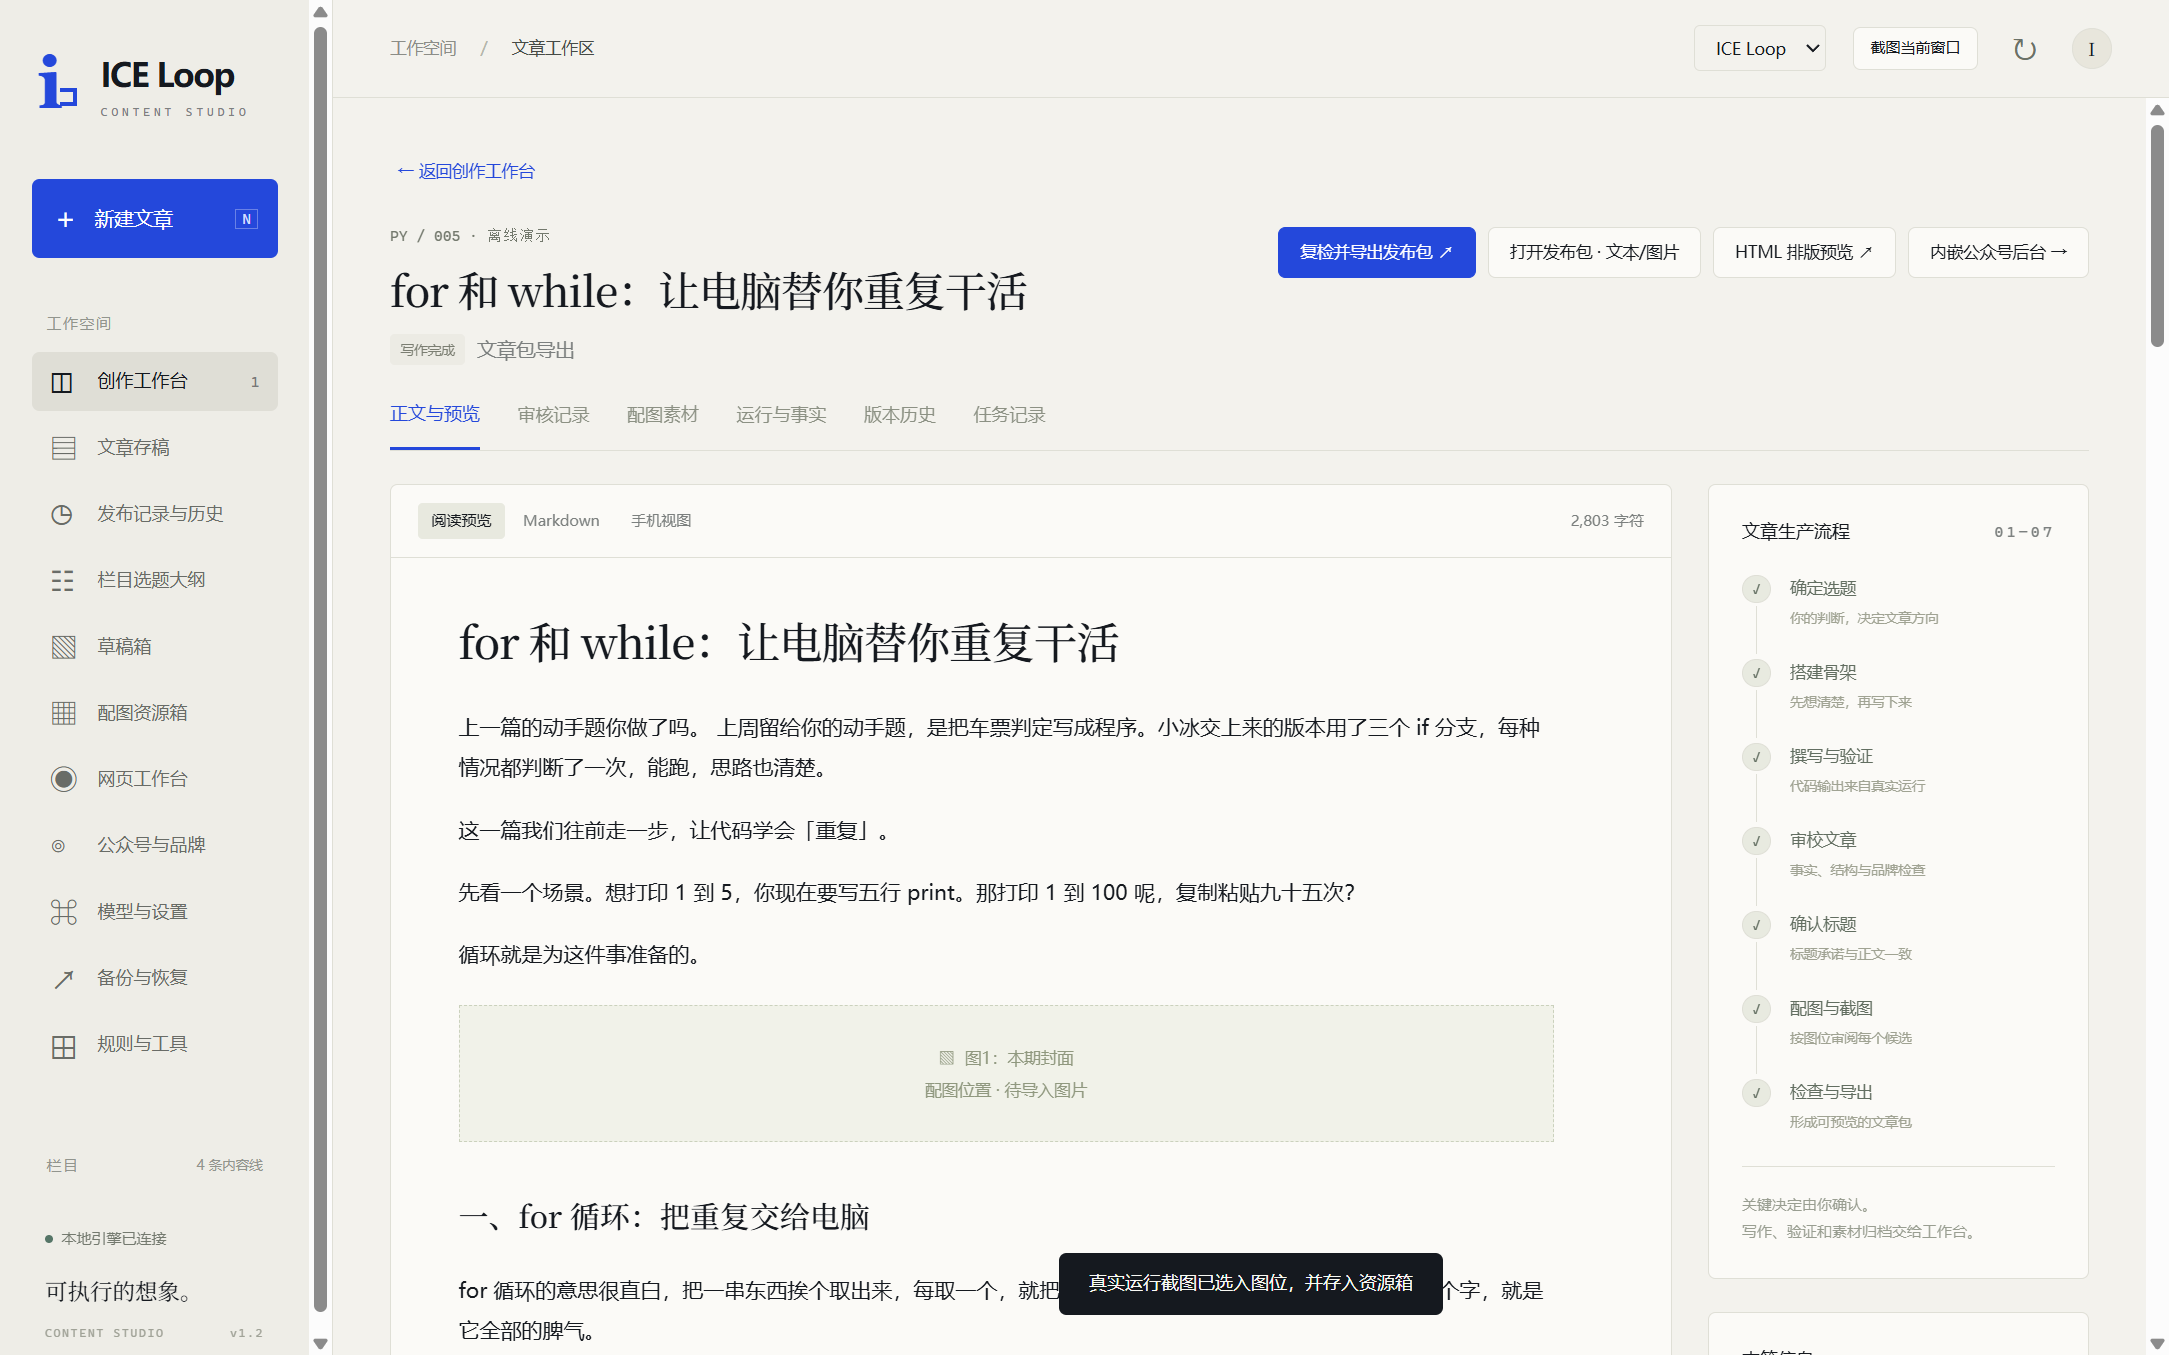 ICE Loop
CONTENT STUDIO
+ 新建文章 N
工作空间
创作工作台 1
文章存稿
发布记录与历史
栏目选题大纲
草稿箱
配图资源箱
网页工作台
公众号与品牌
模型与设置
备份与恢复
规则与工具
栏目 4 条内容线
本地引擎已连接
可执行的想象。
CONTENT STUDIO v1.2
工作空间 / 文章工作区
ICE Loop
截图当前窗口
I
← 返回创作工作台
PY / 005 · 离线演示
for 和 while：让电脑替你重复干活
写作完成 文章包导出
复检并导出发布包 ↗
打开发布包 · 文本/图片
HTML 排版预览 ↗
内嵌公众号后台 →
正文与预览 审核记录 配图素材 运行与事实 版本历史 任务记录
阅读预览 Markdown 手机视图 2,803 字符
for 和 while：让电脑替你重复干活
上一篇的动手题你做了吗。 上周留给你的动手题，是把车票判定写成程序。小冰交上来的版本用了三个 if 分支，每种
情况都判断了一次，能跑，思路也清楚。
这一篇我们往前走一步，让代码学会「重复」。
先看一个场景。想打印 1 到 5，你现在要写五行 print。那打印 1 到 100 呢，复制粘贴九十五次？
循环就是为这件事准备的。
图1：本期封面
配图位置 · 待导入图片
一、for 循环：把重复交给电脑
for 循环的意思很直白，把一串东西挨个取出来，每取一个，就把
个字，就是
它全部的脾气。
真实运行截图已选入图位，并存入资源箱
文章生产流程 01—07
✓ 确定选题
你的判断，决定文章方向
✓ 搭建骨架
先想清楚，再写下来
✓ 撰写与验证
代码输出来自真实运行
✓ 审校文章
事实、结构与品牌检查
✓ 确认标题
标题承诺与正文一致
✓ 配图与截图
按图位审阅每个候选
✓ 检查与导出
形成可预览的文章包
关键决定由你确认。
写作、验证和素材归档交给工作台。